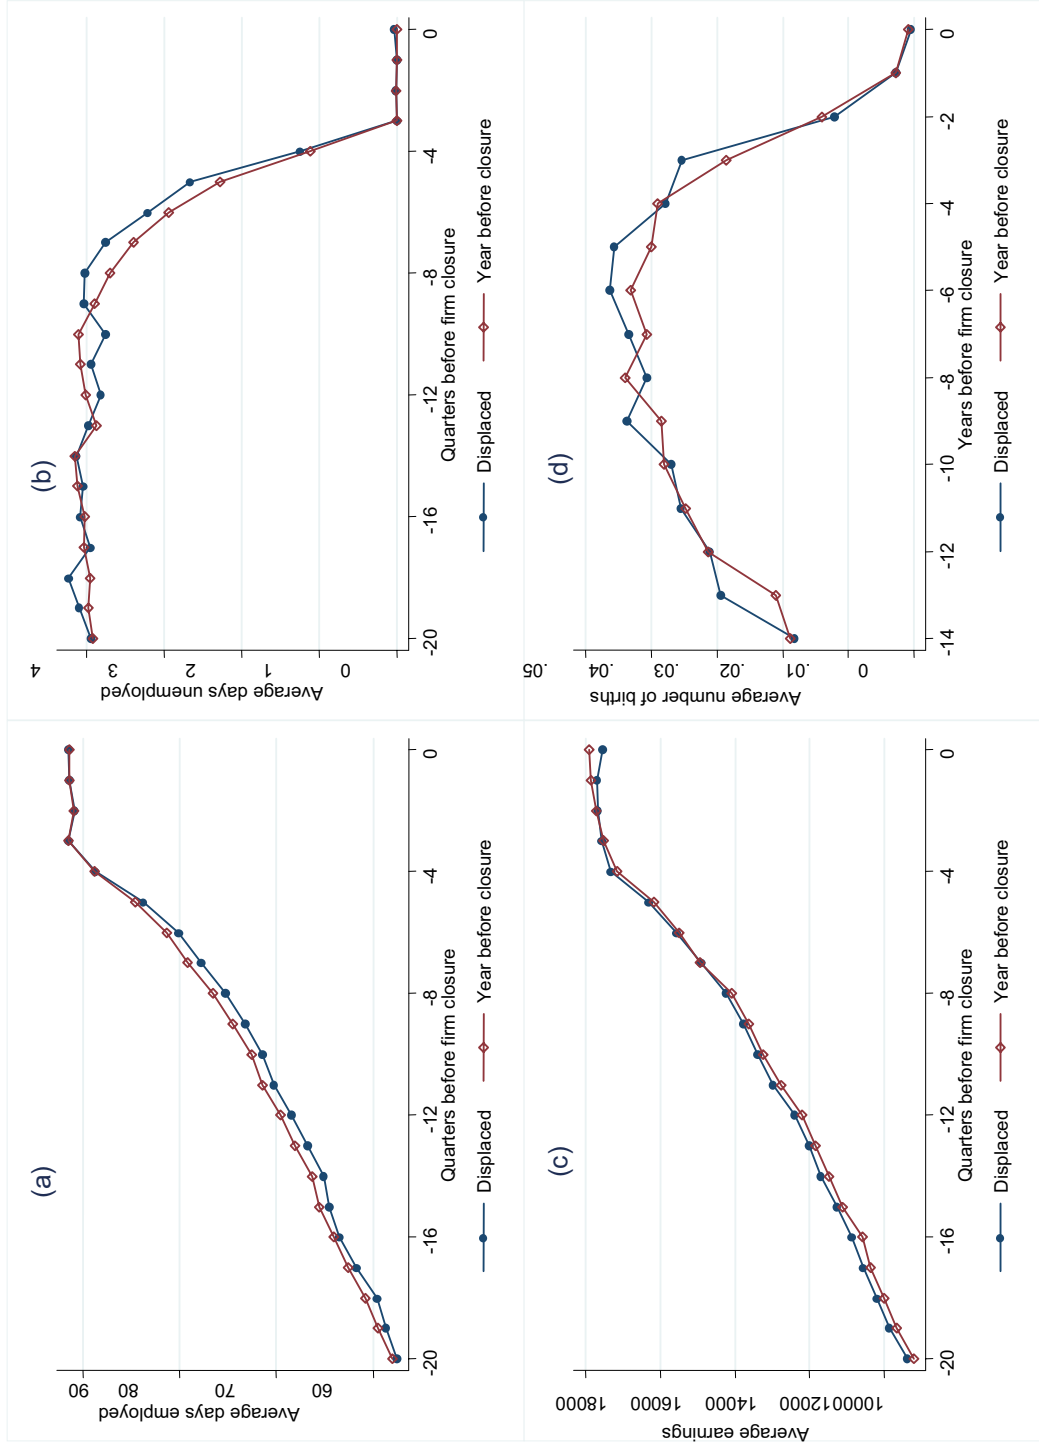 (a)
Average days employed
90
80
70
60
-20 -16 -12 -8 -4 0
Quarters before firm closure
Displaced Year before closure
(b)
Average days unemployed
4
3
2
1
0
-20 -16 -12 -8 -4 0
Quarters before firm closure
Displaced Year before closure
(c)
Average earnings
18000
16000
14000
12000
10000
-20 -16 -12 -8 -4 0
Quarters before firm closure
Displaced Year before closure
(d)
Average number of births
.05
.04
.03
.02
.01
0
-14 -12 -10 -8 -6 -4 -2 0
Years before firm closure
Displaced Year before closure